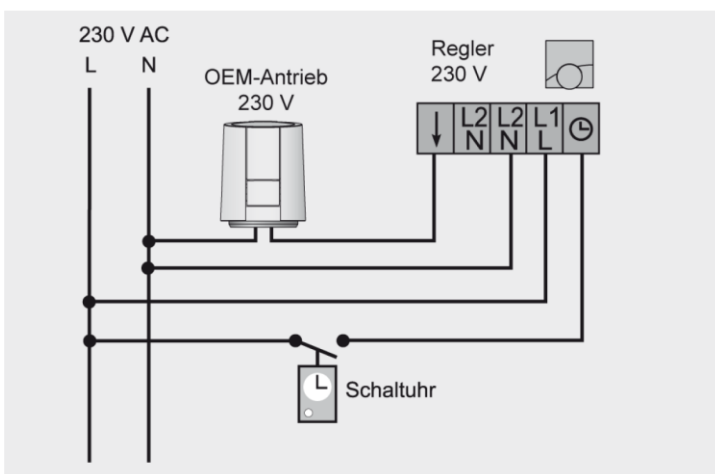 230 V AC
L N
OEM-Antrieb
230 V
Regler
230 V
↓ L2 L2 L1
N N L
Schaltuhr